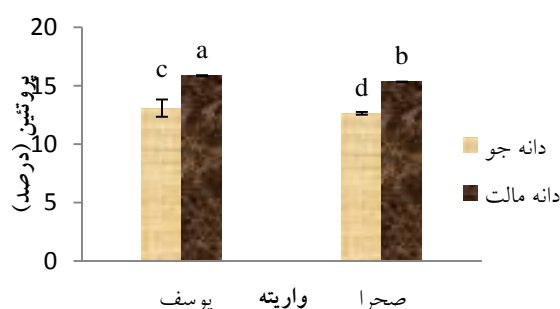 پروتئین (درصد)
20
15
10
5
0
c
a
d
b
یوسف
واریته
صحرا
دانه جو
دانه مالت